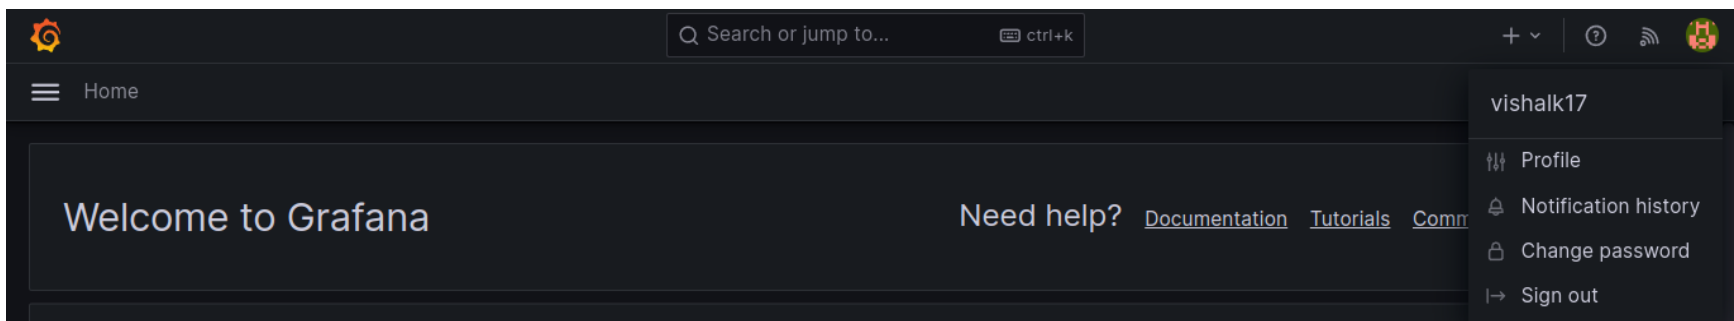 Search or jump to...
ctrl+k
Home
vishalk17
Profile
Notification history
Change password
Sign out
Welcome to Grafana
Need help? Documentation Tutorials